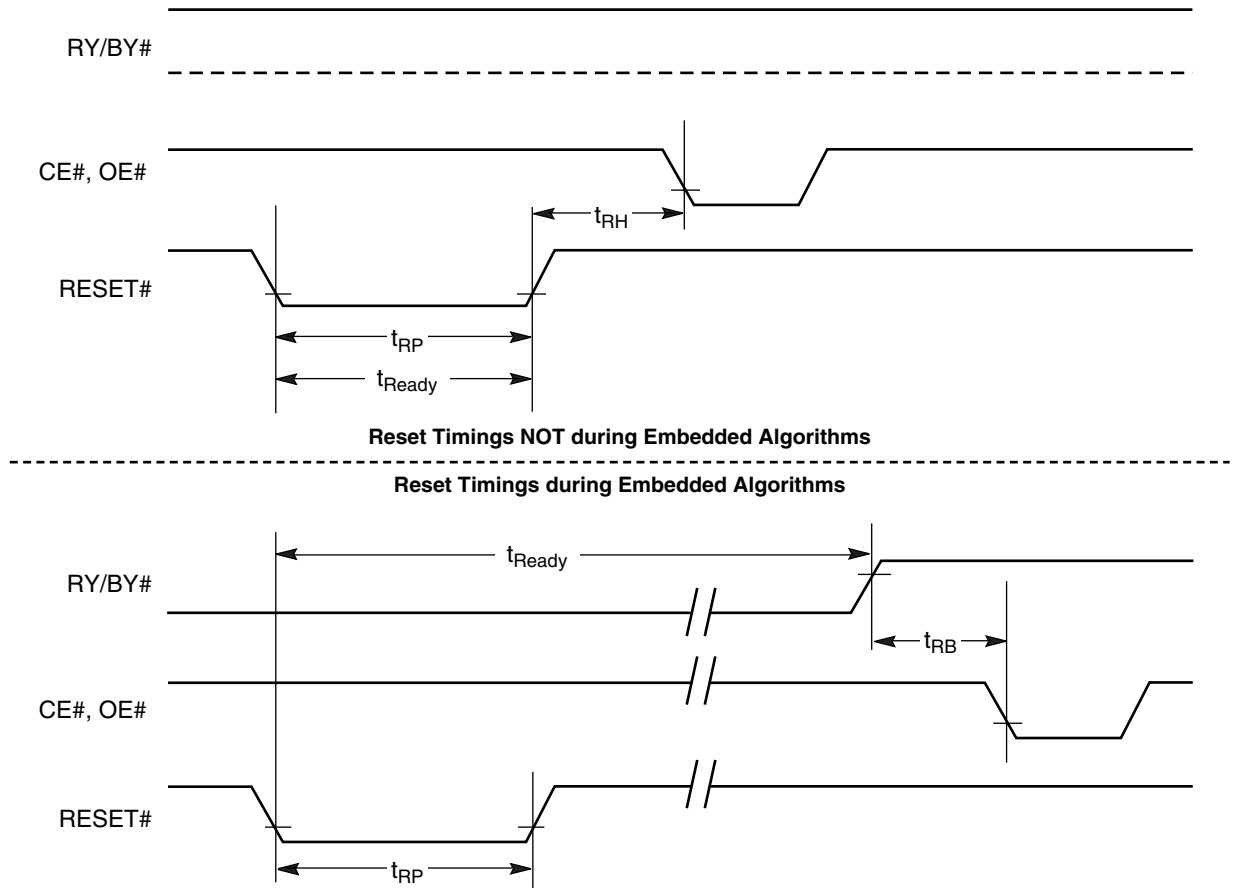 RY/BY#
CE#, OE#
tRH
RESET#
tRP
tReady
Reset Timings NOT during Embedded Algorithms
Reset Timings during Embedded Algorithms
tReady
RY/BY#
tRB
CE#, OE#
RESET#
tRP